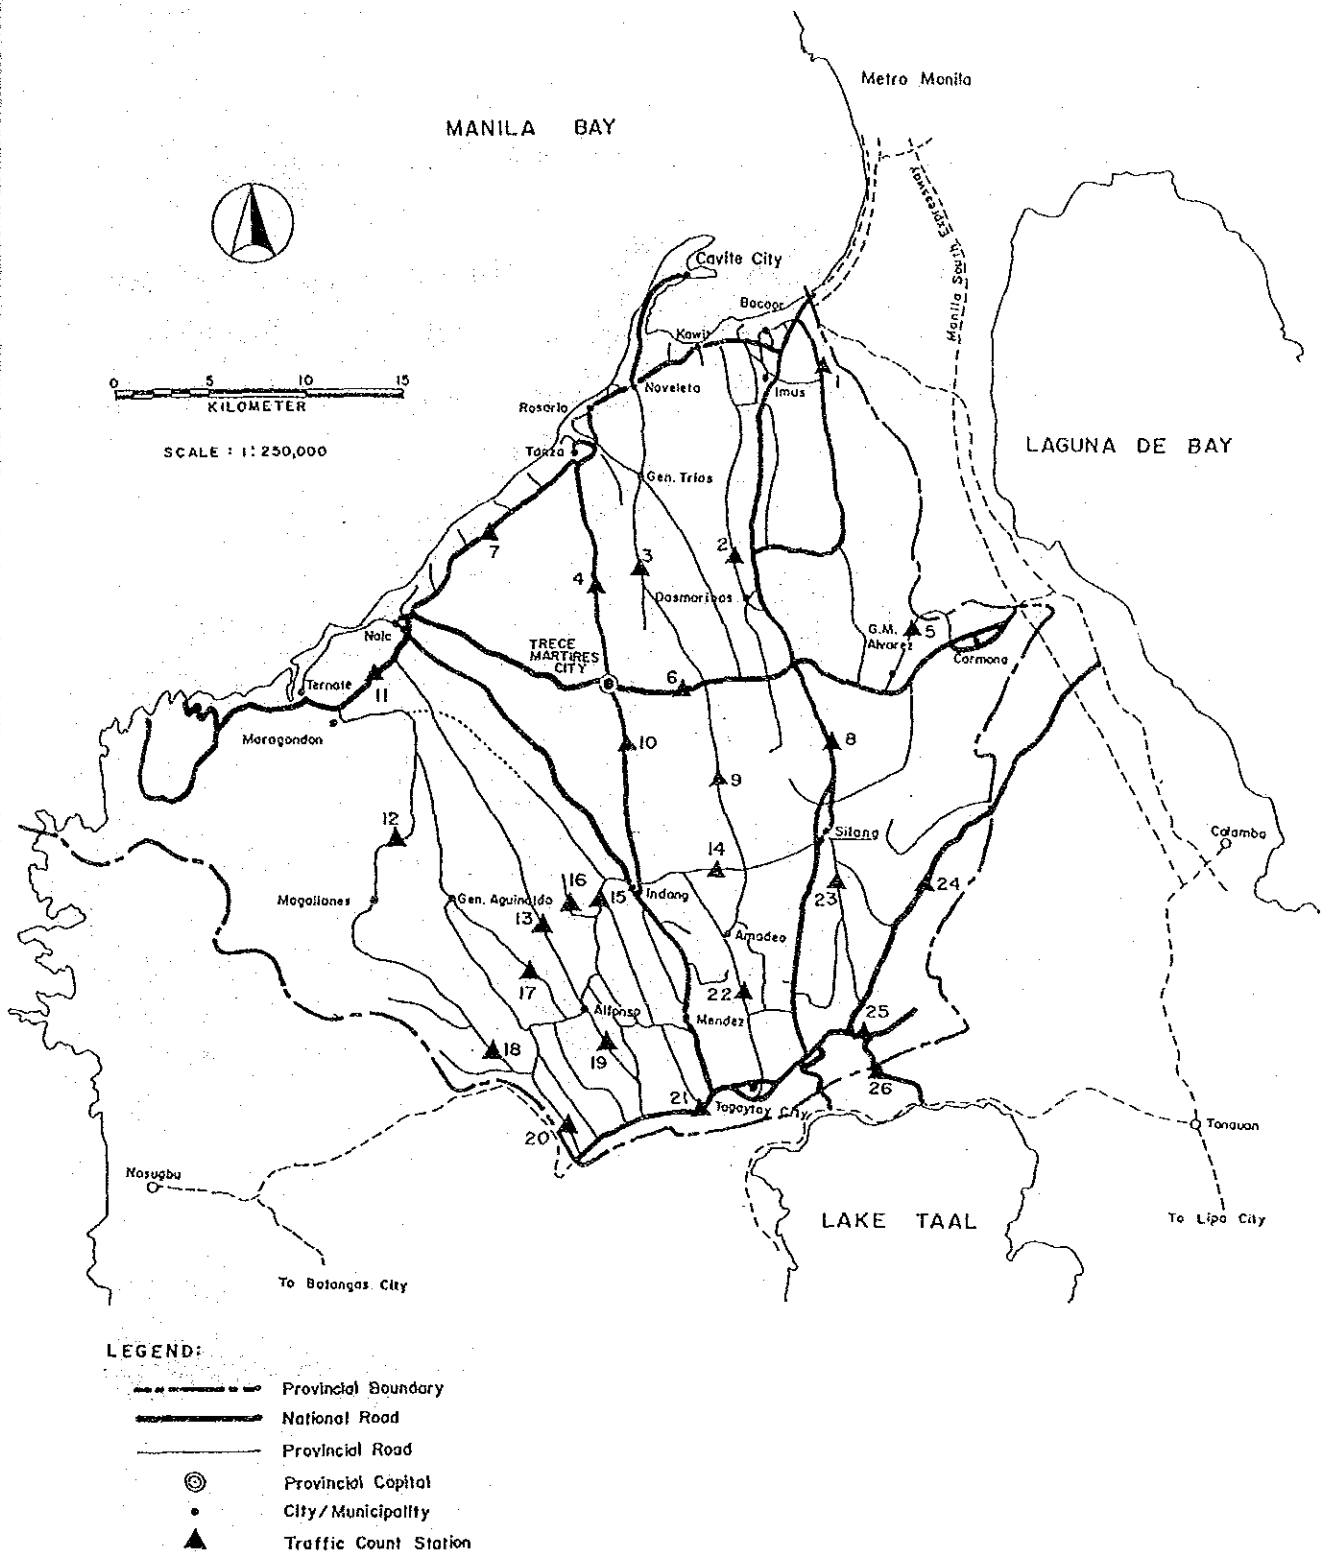 Metro Manila
MANILA BAY
Manila South Expressway
Cavite City
Bacoor
Kawit
0 5 10 15
KILOMETER
Noveleta
Imus
1
Rosario
SCALE : 1: 250,000
Tanza
LAGUNA DE BAY
Gen. Trias
7
3
2
4
Dasmariñas
Naic
TRECE
MARTIRES
CITY
G.M.
Alvarez
5
Carmona
6
Ternate
11
Maragondon
10
8
9
12
Silang
Calamba
14
16
15
Indang
24
Magallanes
Gen. Aguinaldo
13
23
Amadeo
17
22
25
Alfonso
Mendez
18
19
26
21
Tagaytay City
20
Tanauan
Nasugbu
LAKE TAAL
To Lipa City
To Batangas City
LEGEND:
Provincial Boundary
National Road
Provincial Road
Provincial Capital
City/Municipality
Traffic Count Station